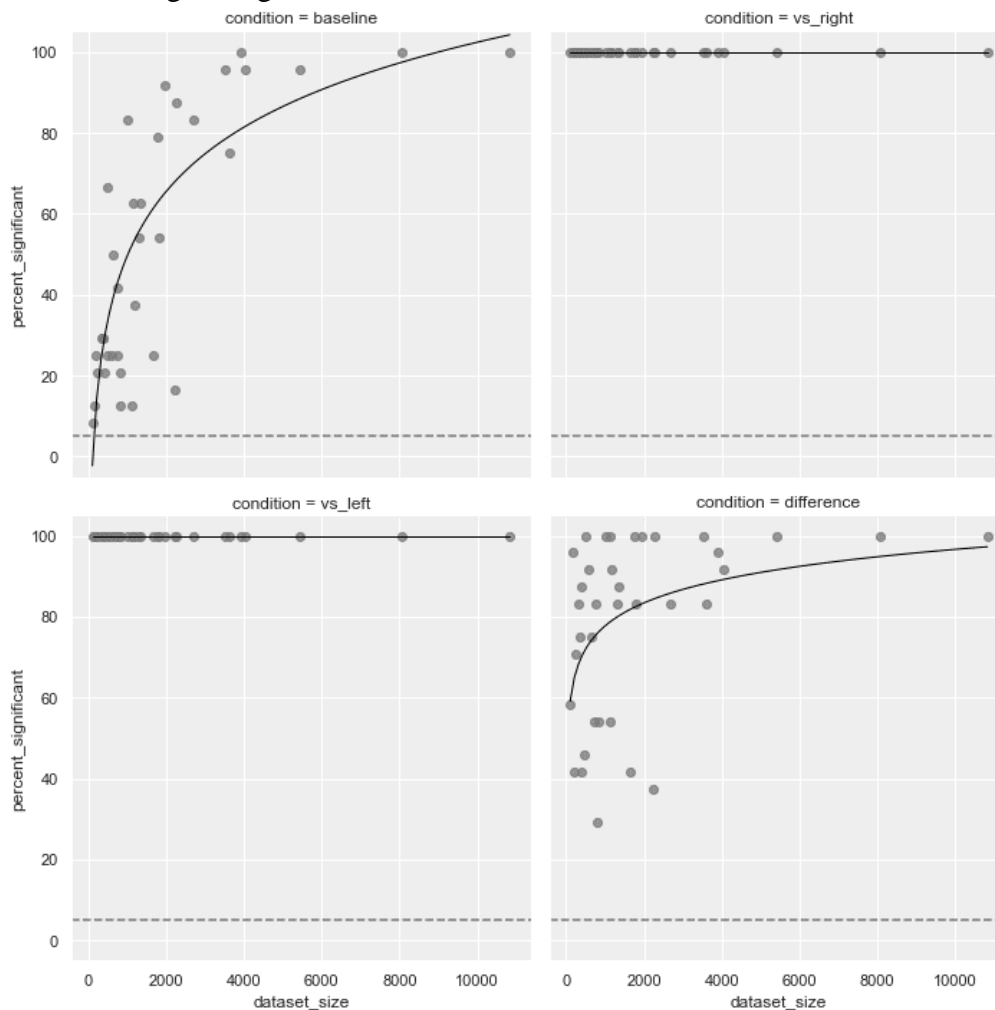 condition = baseline
condition = vs_right
100
80
60
40
20
0
percent_significant
condition = vs_left
condition = difference
100
80
60
40
20
0
percent_significant
0 2000 4000 6000 8000 10000
0 2000 4000 6000 8000 10000
dataset_size
dataset_size